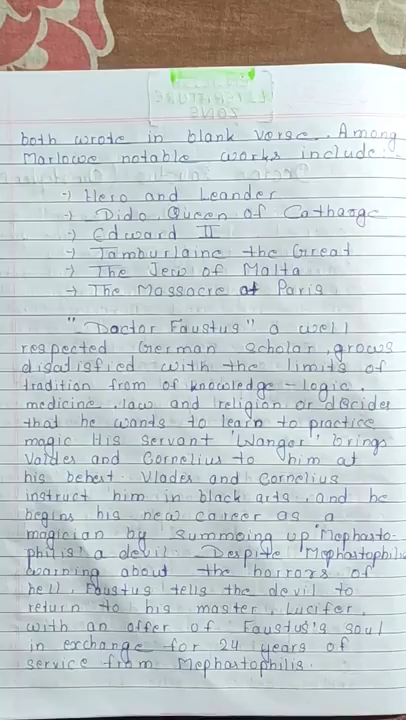 both wrote in blank verse. Among
Marlowe notable works include:-
→ Hero and Leander
→ Dido, Queen of Cathange
→ Edward II
→ Tamburlaine the Great
→ The Jew of Malta
→ The Massacre at Paris.
"Doctor Faustus" a well
respected German scholar, grows
disatisfied with the limits of
tradition from of knowledge - logic,
medicine, law and religion or decides
that he wants to learn to practice
magic His servant 'Wanger' brings
Valdes and Cornelius to him at
his behest. Vlades and Cornelius
instruct him in black arts, and he
begins his new career as a
magician by summoing up "Mephasto-
philis' a devil. Despite 'Mephastophilis
warning about the horrors of
hell, Faustus tells the devil to
return to his master, Lucifer,
with an offer of Faustus's soul
in exchange for 24 years of
service from Mephastophilis.